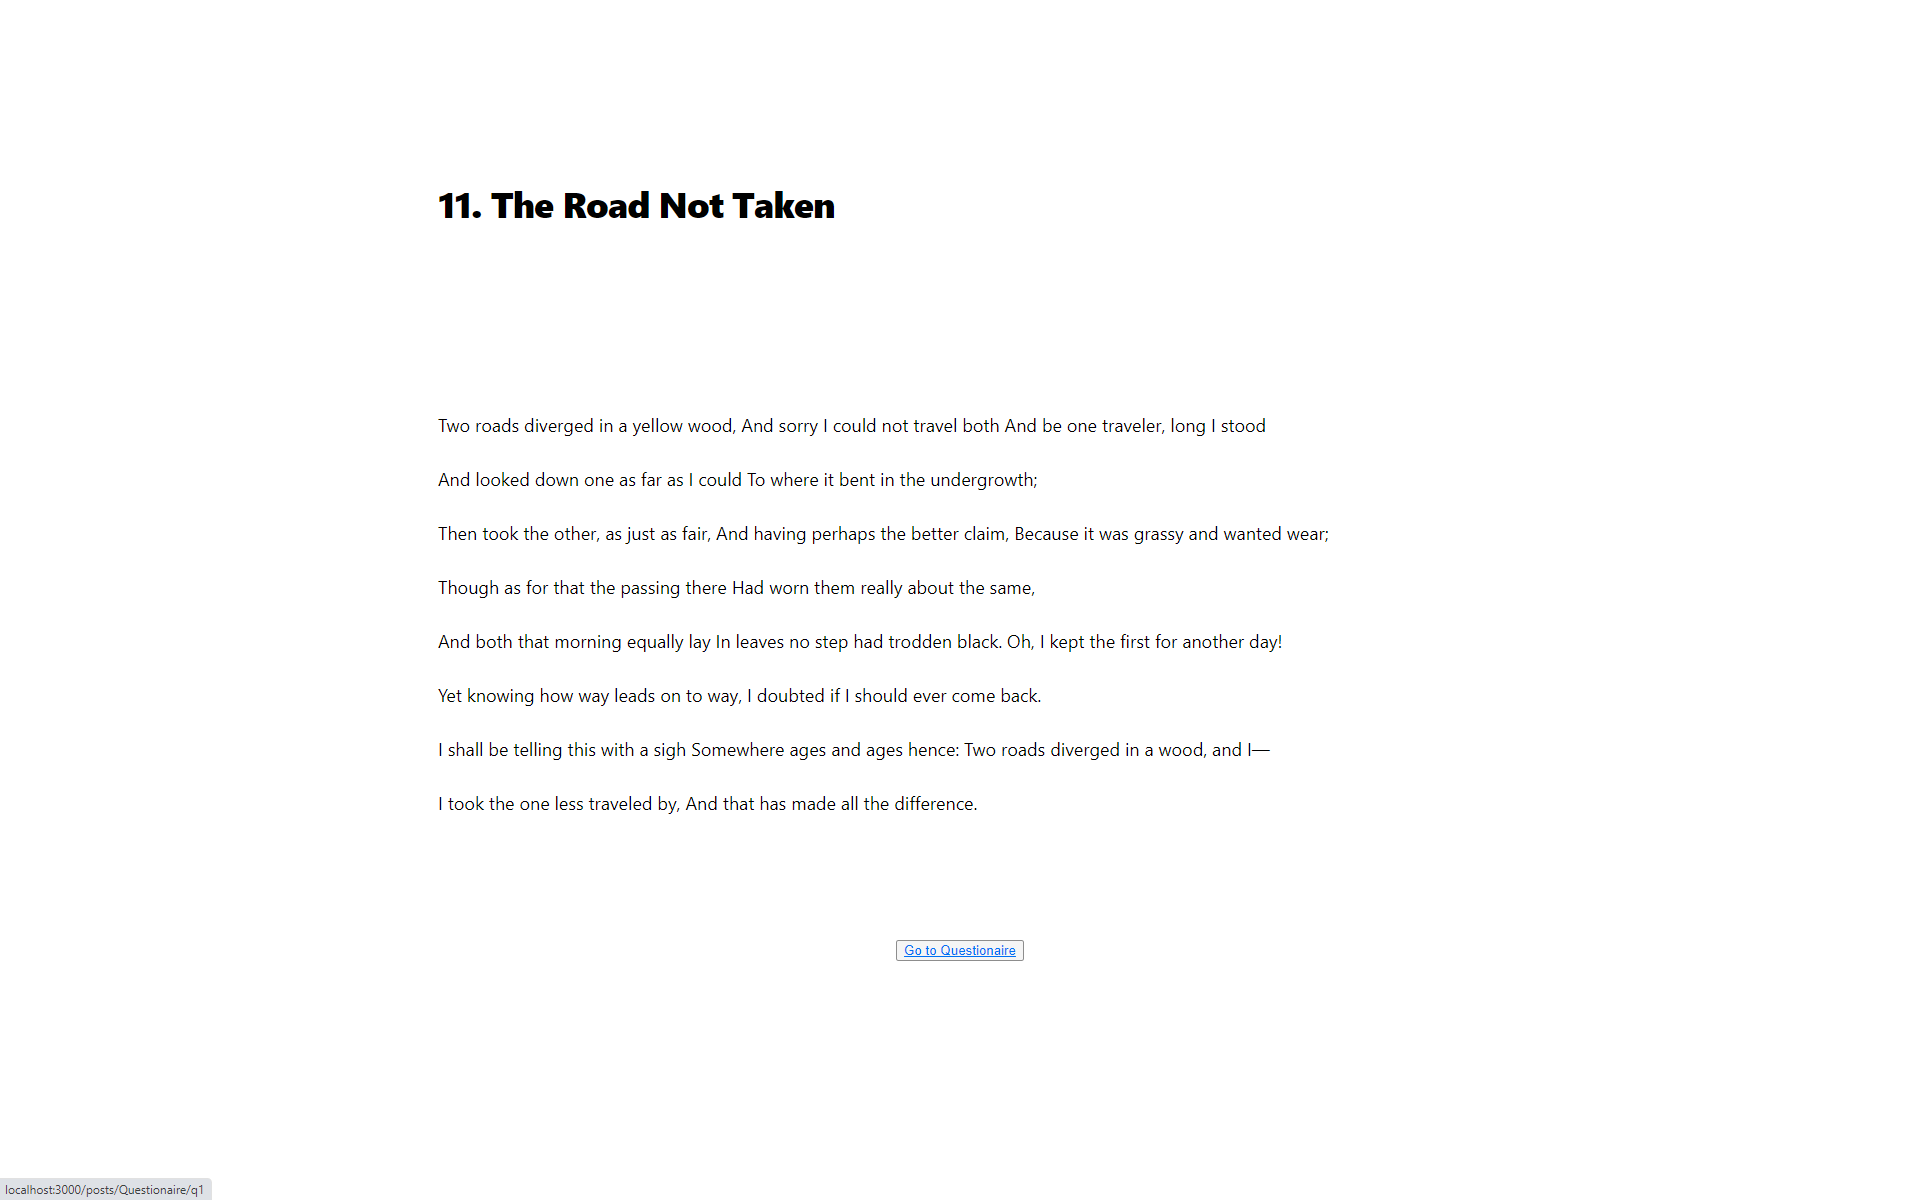 11. The Road Not Taken
Two roads diverged in a yellow wood, And sorry I could not travel both And be one traveler, long I stood
And looked down one as far as I could To where it bent in the undergrowth;
Then took the other, as just as fair, And having perhaps the better claim, Because it was grassy and wanted wear;
Though as for that the passing there Had worn them really about the same,
And both that morning equally lay In leaves no step had trodden black. Oh, I kept the first for another day!
Yet knowing how way leads on to way, I doubted if I should ever come back.
I shall be telling this with a sigh Somewhere ages and ages hence: Two roads diverged in a wood, and I—
I took the one less traveled by, And that has made all the difference.
Go to Questionaire
localhost:3000/posts/Questionaire/q1